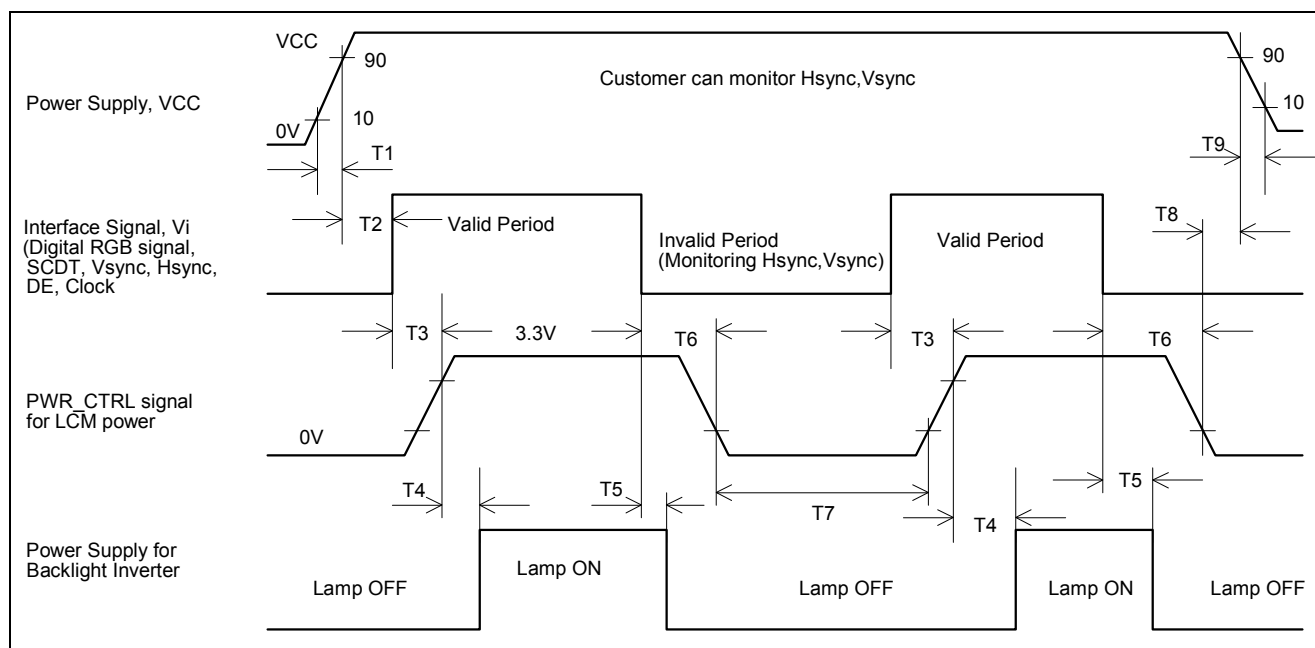 VCC
90
90
Customer can monitor Hsync,Vsync
Power Supply, VCC
10
10
0V
T1
T9
Interface Signal, Vi
(Digital RGB signal,
SCDT, Vsync, Hsync,
DE, Clock
T2
Valid Period
Invalid Period
(Monitoring Hsync,Vsync)
Valid Period
T8
T3
3.3V
T6
T3
T6
PWR_CTRL signal
for LCM power
0V
T4
T5
T7
T4
T5
Power Supply for
Backlight Inverter
Lamp OFF
Lamp ON
Lamp OFF
Lamp ON
Lamp OFF